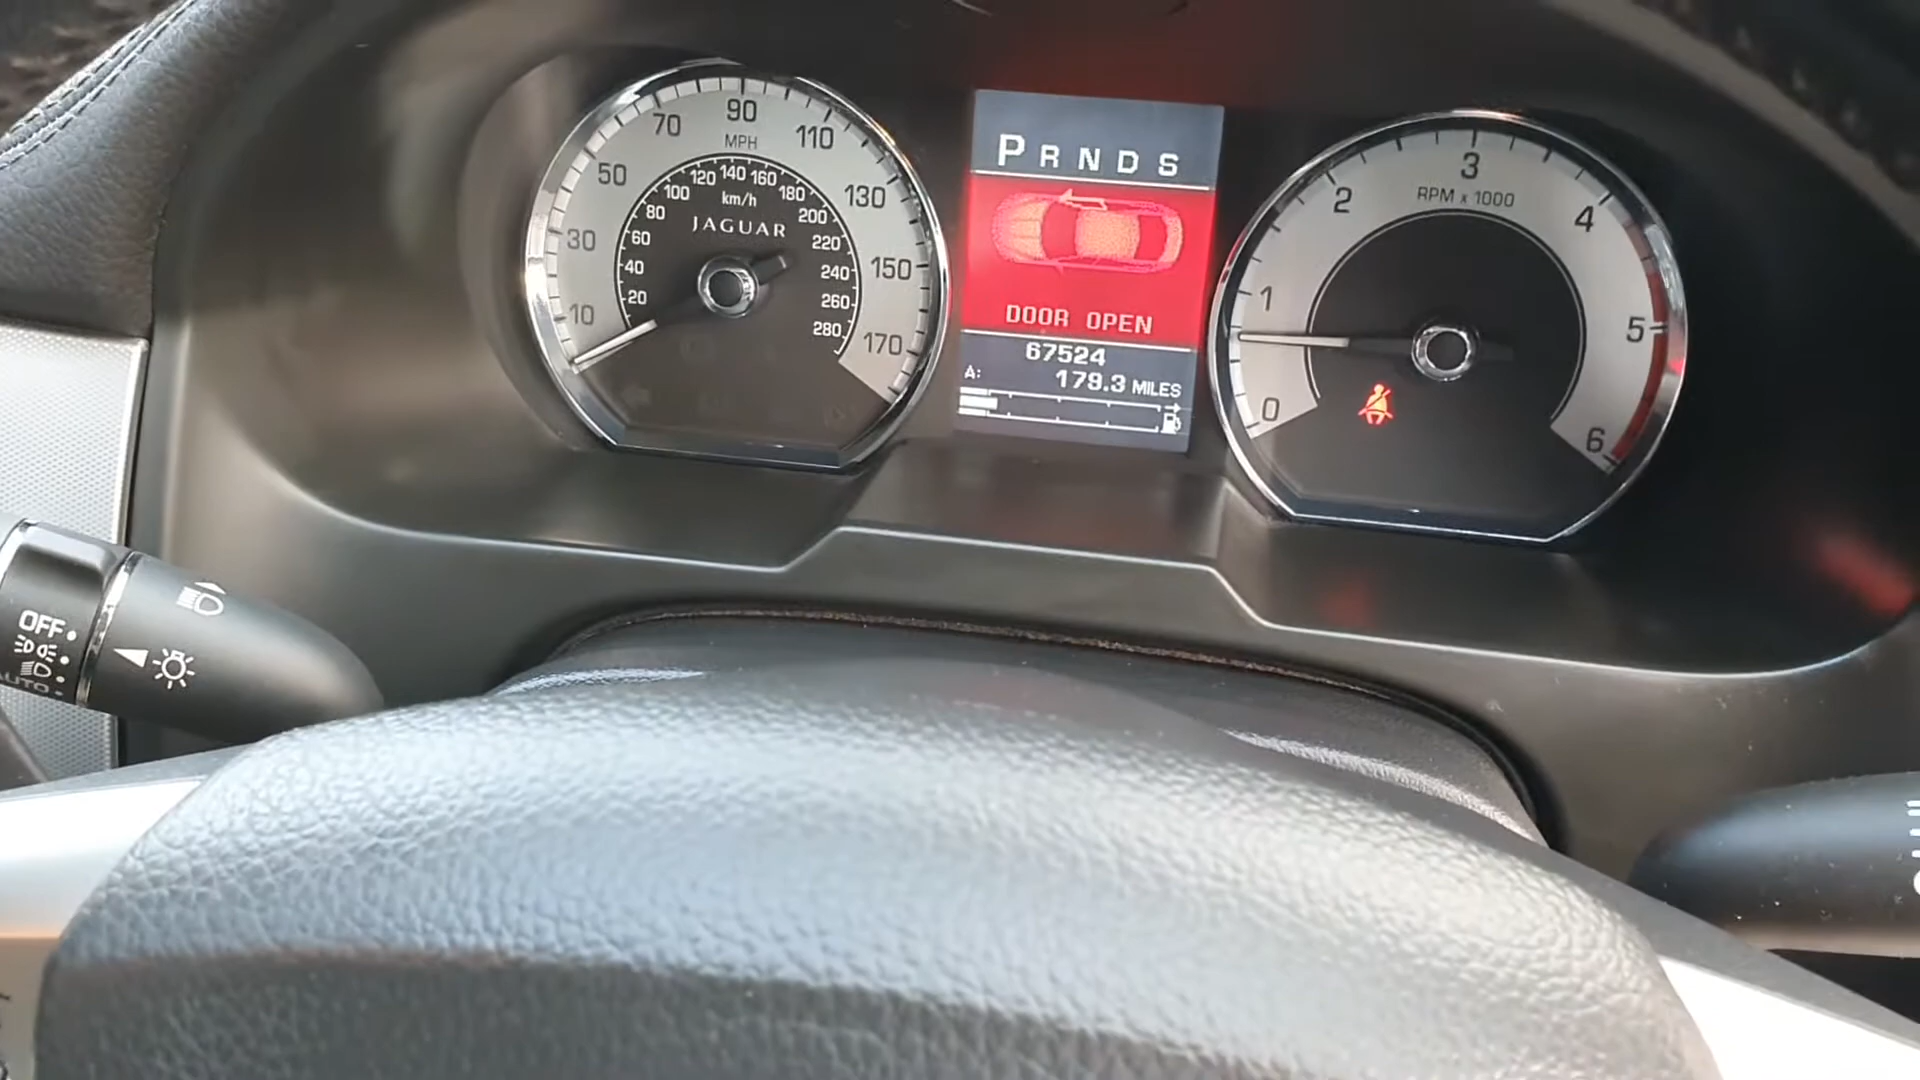 10 30 50 70 90 110 130 150 170
MPH
20 40 60 80 100 120 140 160 180 200 220 240 260 280
km/h
JAGUAR
P R N D S
DOOR OPEN
67524
A: 179.3 MILES
0 1 2 3 4 5 6
RPM x 1000
OFF
AUTO